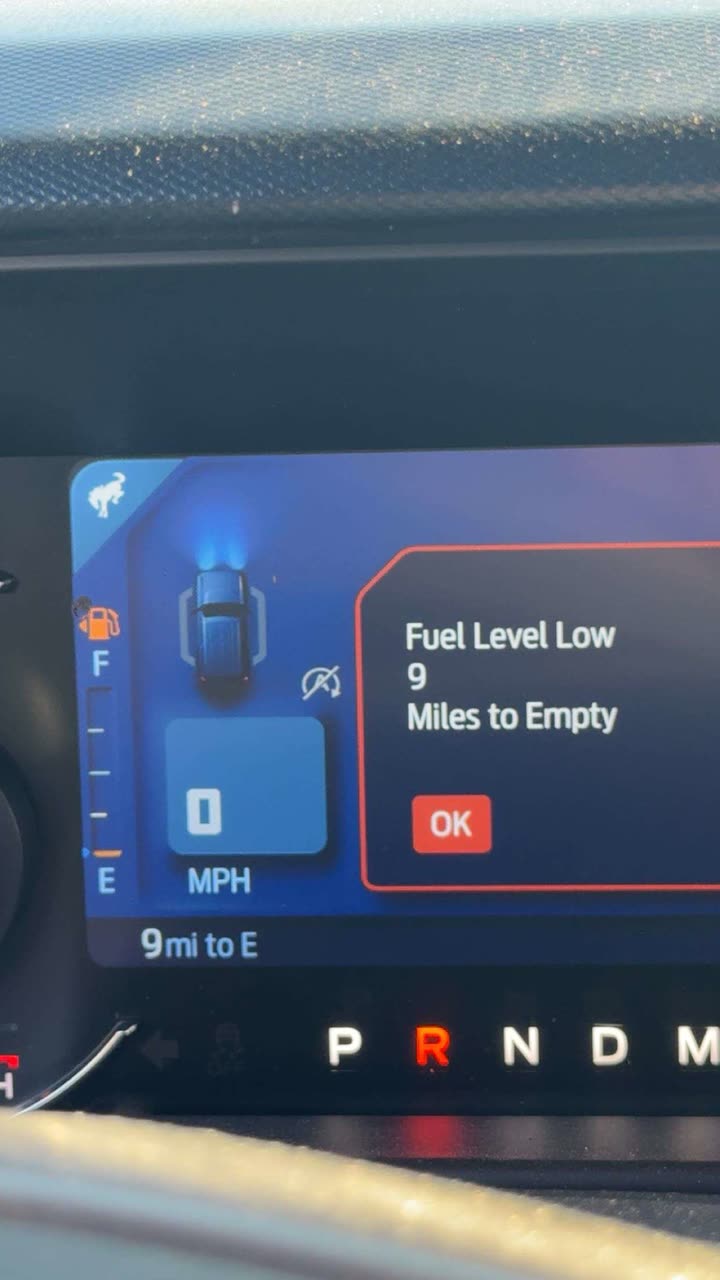 Fuel Level Low
9
Miles to Empty
OK
F
E
0
MPH
9mi to E
P R N D M
H